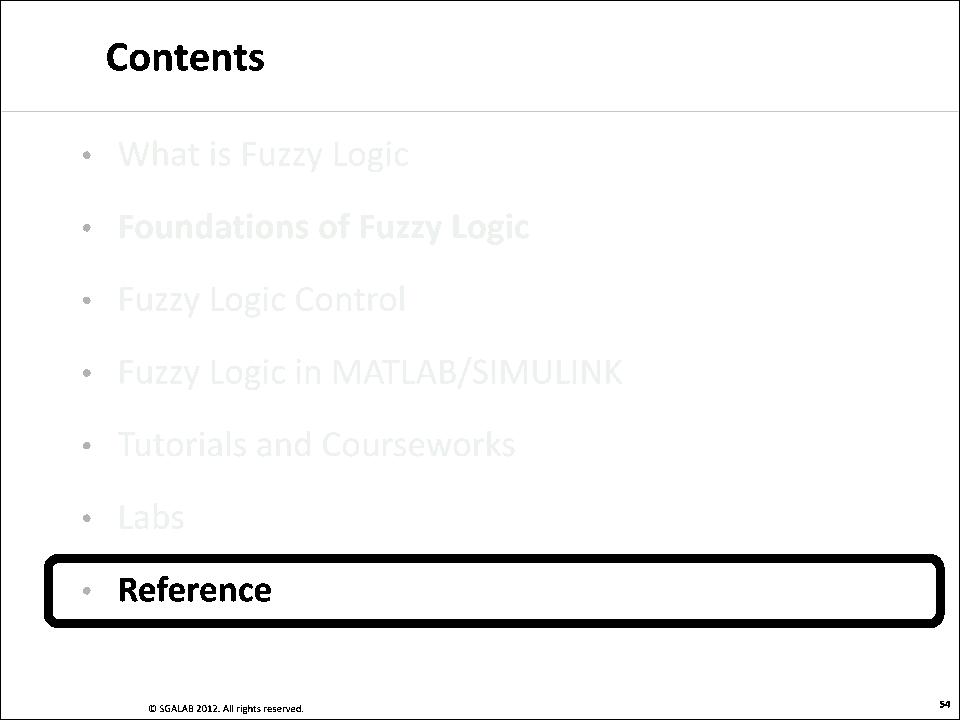 Contents
• What is Fuzzy Logic
• Foundations of Fuzzy Logic
• Fuzzy Logic Control
• Fuzzy Logic in MATLAB/SIMULINK
• Tutorials and Courseworks
• Labs
• Reference
© SGALAB 2012. All rights reserved.
54